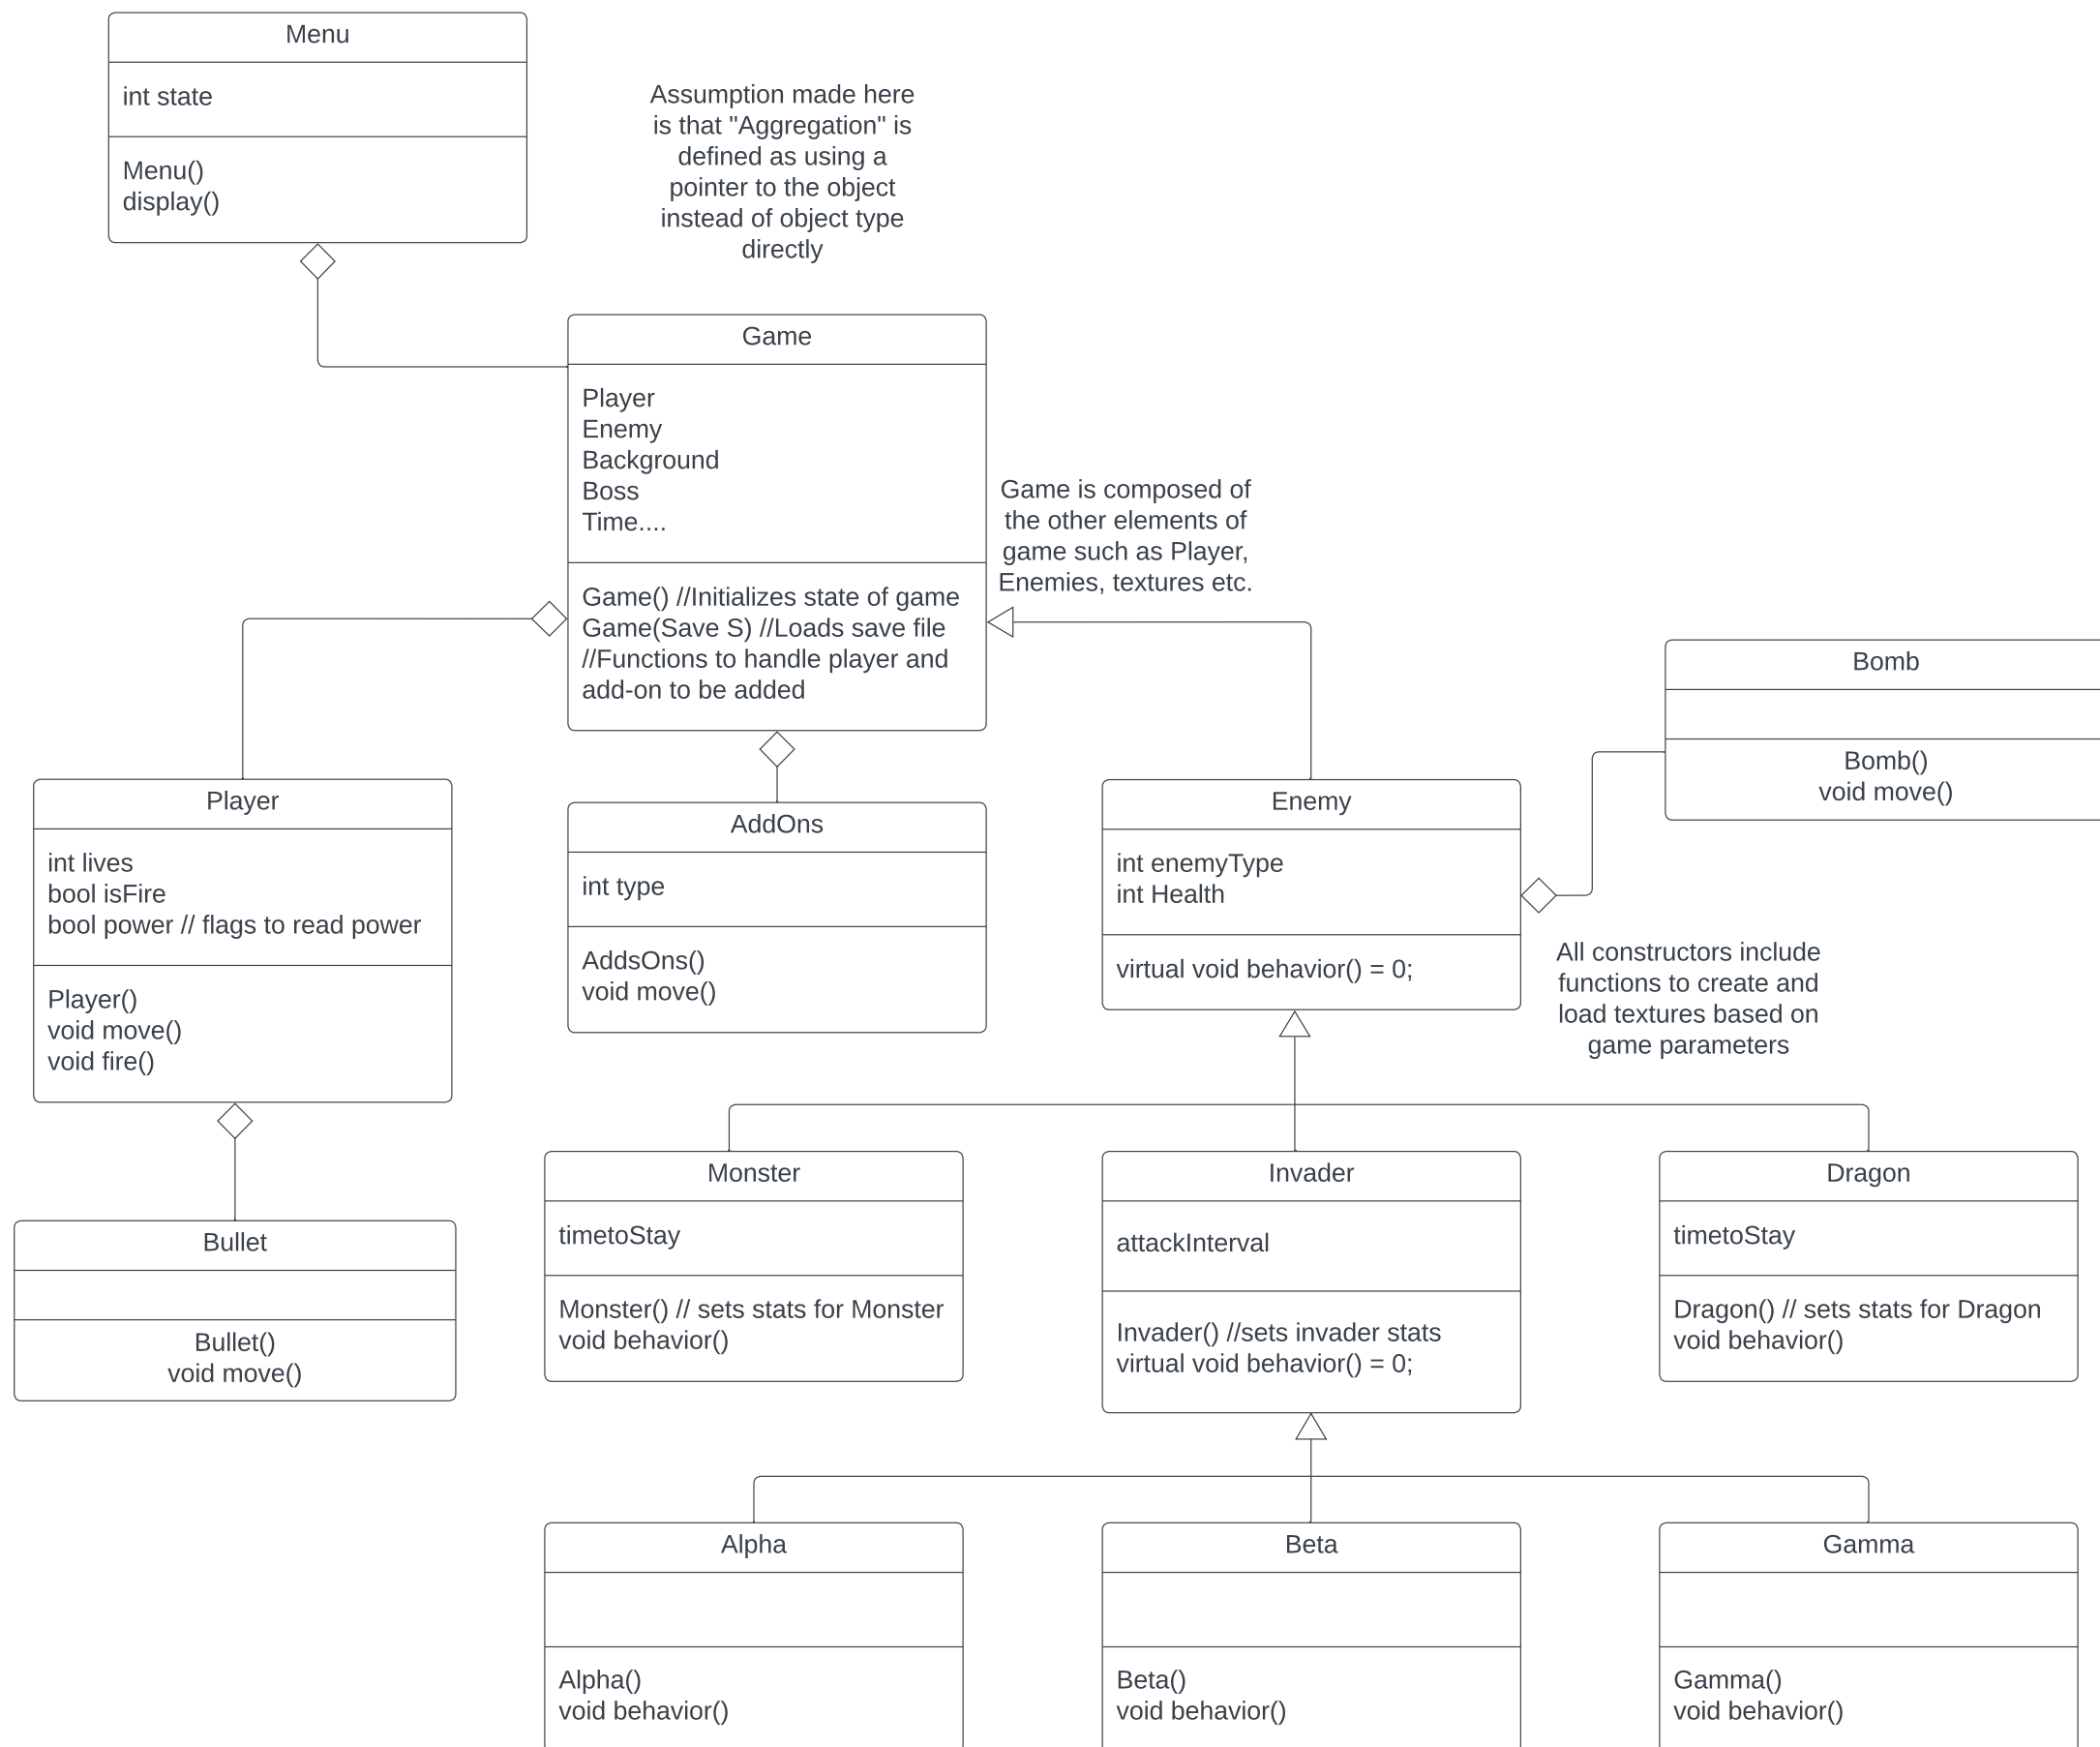 Menu
int state
Menu()
display()
Assumption made here
is that "Aggregation" is
defined as using a
pointer to the object
instead of object type
directly
Game
Player
Enemy
Background
Boss
Time....
Game() //Initializes state of game
Game(Save S) //Loads save file
//Functions to handle player and
add-on to be added
Game is composed of
the other elements of
game such as Player,
Enemies, textures etc.
Bomb
Bomb()
void move()
Player
int lives
bool isFire
bool power // flags to read power
Player()
void move()
void fire()
AddOns
int type
AddsOns()
void move()
Enemy
int enemyType
int Health
virtual void behavior() = 0;
All constructors include
functions to create and
load textures based on
game parameters
Bullet
Bullet()
void move()
Monster
timetoStay
Monster() // sets stats for Monster
void behavior()
Invader
attackInterval
Invader() //sets invader stats
virtual void behavior() = 0;
Dragon
timetoStay
Dragon() // sets stats for Dragon
void behavior()
Alpha
Alpha()
void behavior()
Beta
Beta()
void behavior()
Gamma
Gamma()
void behavior()